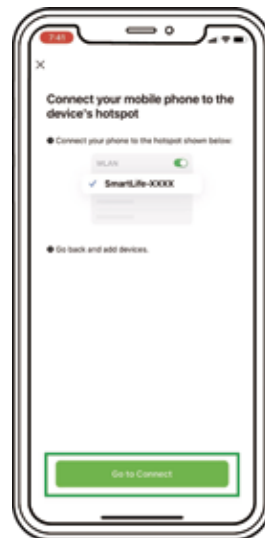 7:41
Connect your mobile phone to the
device's hotspot
Connect your phone to the hotspot shown below:
WLAN
SmartLife-XXXX
Go back and add devices.
Go to Connect